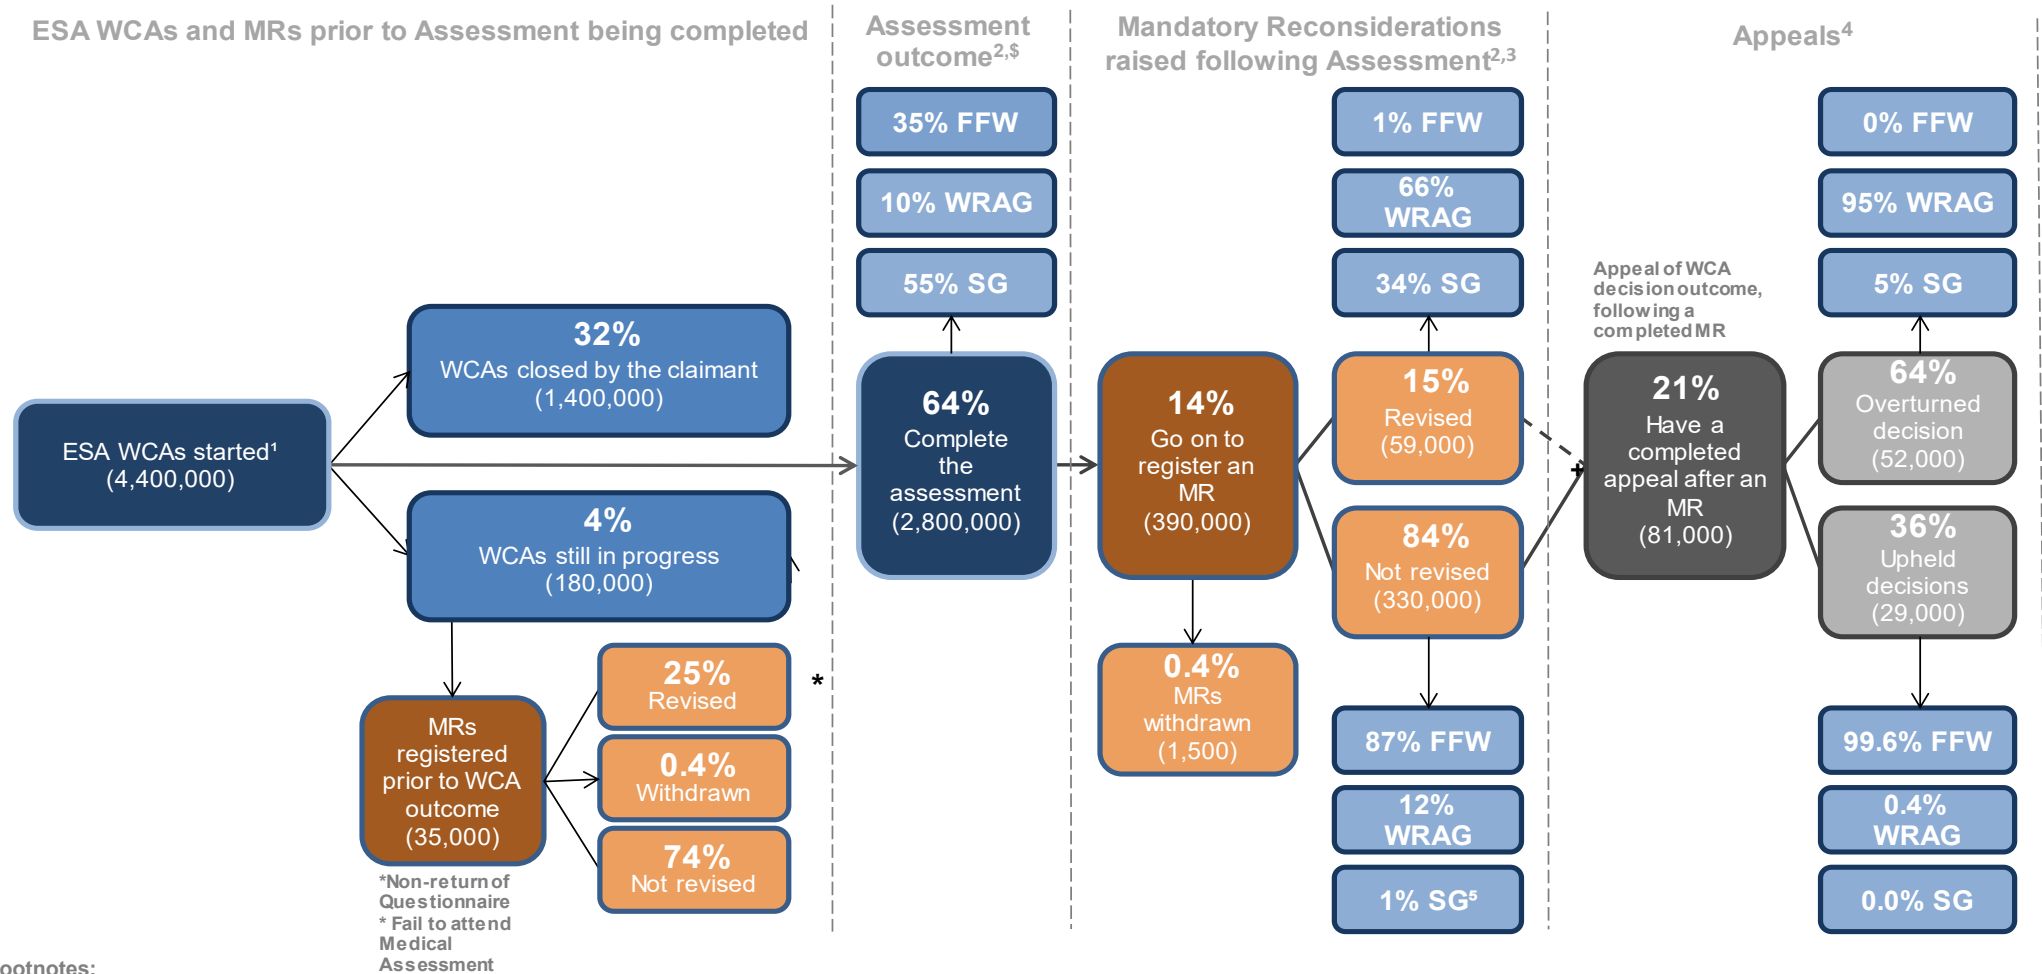 ESA WCAs and MRs prior to Assessment being completed
Assessment
outcome²,$
Mandatory Reconsiderations
raised following Assessment²,³
Appeals⁴
35% FFW
10% WRAG
55% SG
1% FFW
66%
WRAG
34% SG
0% FFW
95% WRAG
5% SG
Appeal of WCA
decision outcome,
following a
completed MR
ESA WCAs started¹
(4,400,000)
32%
WCAs closed by the claimant
(1,400,000)
4%
WCAs still in progress
(180,000)
64%
Complete
the
assessment
(2,800,000)
14%
Go on to
register an
MR
(390,000)
15%
Revised
(59,000)
84%
Not revised
(330,000)
+
21%
Have a
completed
appeal after an
MR
(81,000)
64%
Overturned
decision
(52,000)
36%
Upheld
decisions
(29,000)
MRs
registered
prior to WCA
outcome
(35,000)
25%
Revised
*
0.4%
Withdrawn
74%
Not revised
0.4%
MRs
withdrawn
(1,500)
87% FFW
12%
WRAG
1% SG⁵
99.6% FFW
0.4%
WRAG
0.0% SG
*Non-return of
Questionnaire
* Fail to attend
Medical
Assessment
ootnotes: